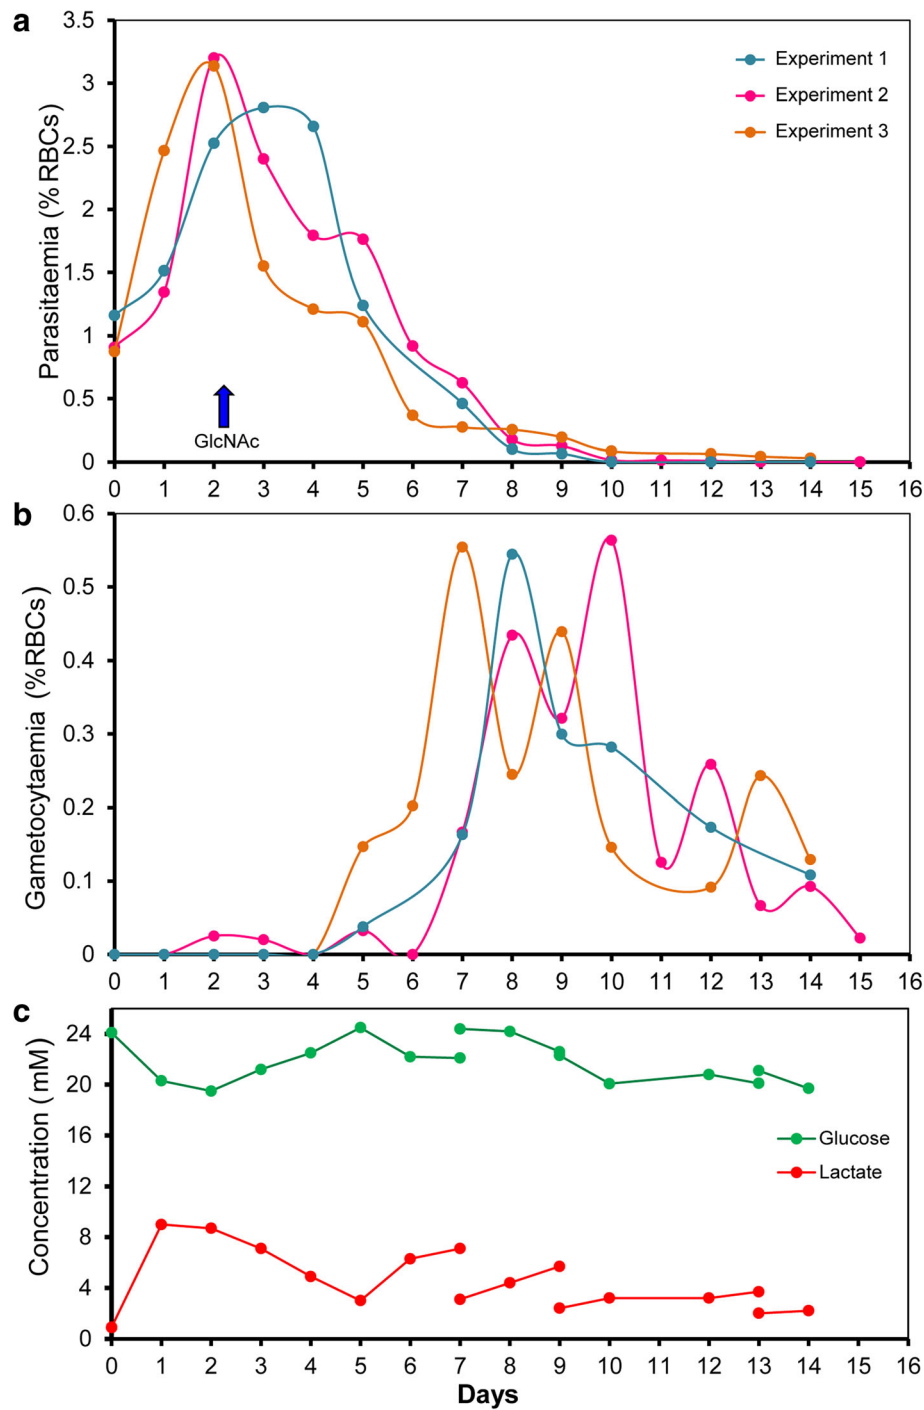 a
Parasitaemia (% RBCs)
3.5
3
2.5
2
1.5
1
0.5
0
Experiment 1
Experiment 2
Experiment 3
GlcNAc
0 1 2 3 4 5 6 7 8 9 10 11 12 13 14 15 16
b
Gametocytaemia (%RBCs)
0.6
0.5
0.4
0.3
0.2
0.1
0
0 1 2 3 4 5 6 7 8 9 10 11 12 13 14 15 16
c
Concentration (mM)
24
20
16
12
8
4
0
Glucose
Lactate
0 1 2 3 4 5 6 7 8 9 10 11 12 13 14 15 16
Days